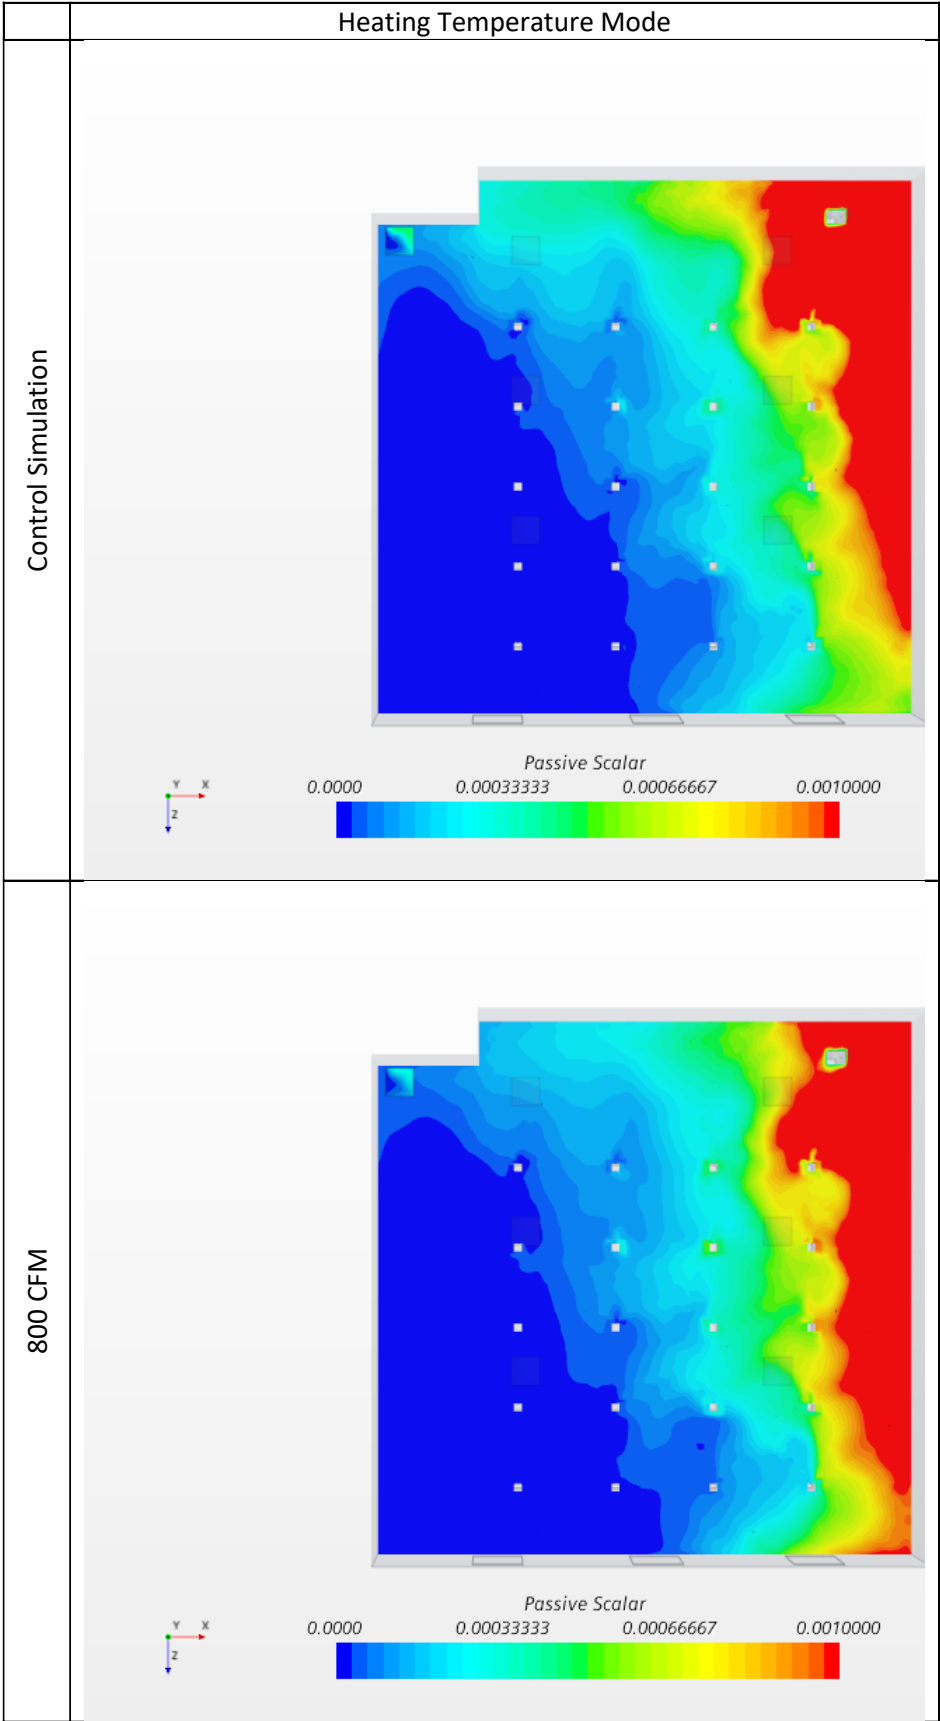 Heating Temperature Mode
Control Simulation
Passive Scalar
0.0000 0.00033333 0.00066667 0.0010000
Y X
Z
800 CFM
Passive Scalar
0.0000 0.00033333 0.00066667 0.0010000
Y X
Z